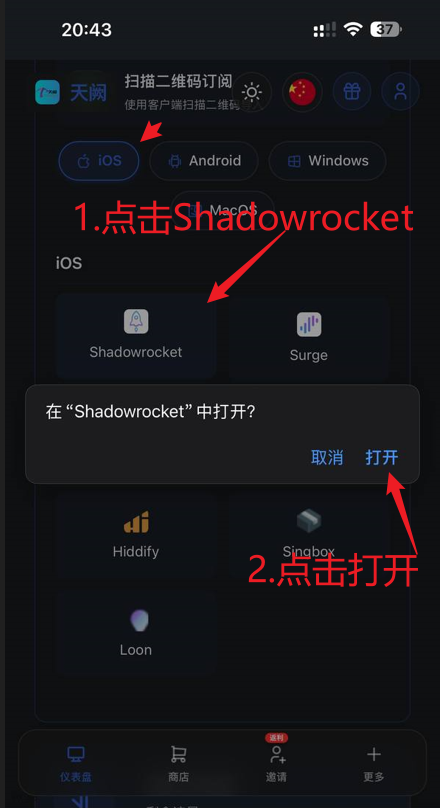 20:43
37
天阙
扫描二维码订阅
使用客户端扫描二维码
iOS
Android
Windows
MacOS
1.点击Shadowrocket
iOS
Shadowrocket
Surge
在“Shadowrocket”中打开?
取消
打开
Hiddify
Singbox
2.点击打开
Loon
返利
仪表盘
商店
邀请
更多